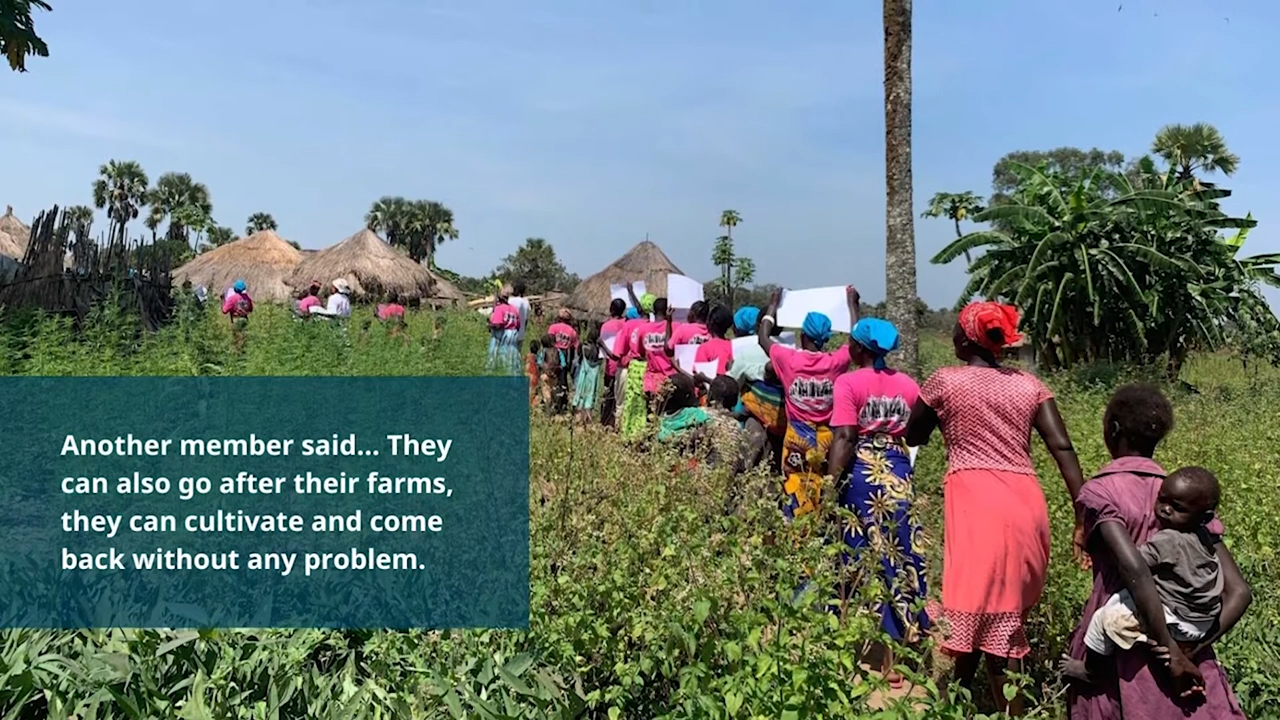 Another member said... They
can also go after their farms,
they can cultivate and come
back without any problem.